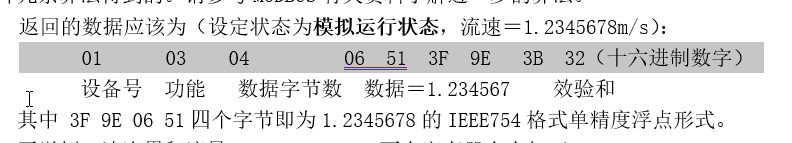 返回的数据应该为（设定状态为模拟运行状态，流速＝1.2345678m/s）：
01 03 04 06 51 3F 9E 3B 32（十六进制数字）
设备号 功能 数据字节数 数据＝1.234567 效验和
其中 3F 9E 06 51 四个字节即为 1.2345678 的 IEEE754 格式单精度浮点形式。